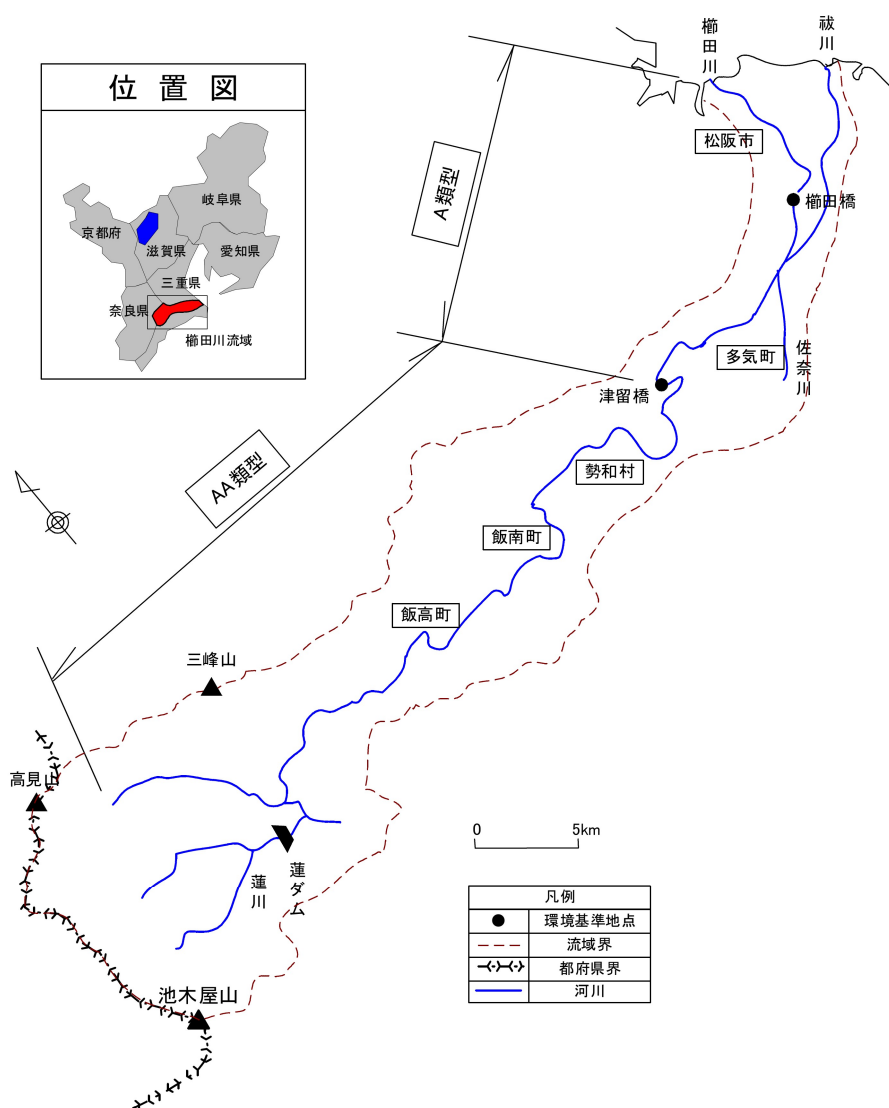 位置図
岐阜県
京都府
滋賀県
愛知県
三重県
奈良県
櫛田川流域
櫛田川
祓川
A類型
松阪市
櫛田橋
佐奈川
多気町
津留橋
AA類型
勢和村
飯南町
飯高町
三峰山
高見山
蓮ダム
蓮川
池木屋山
0 5km
凡例
環境基準地点
流域界
都府県界
河川